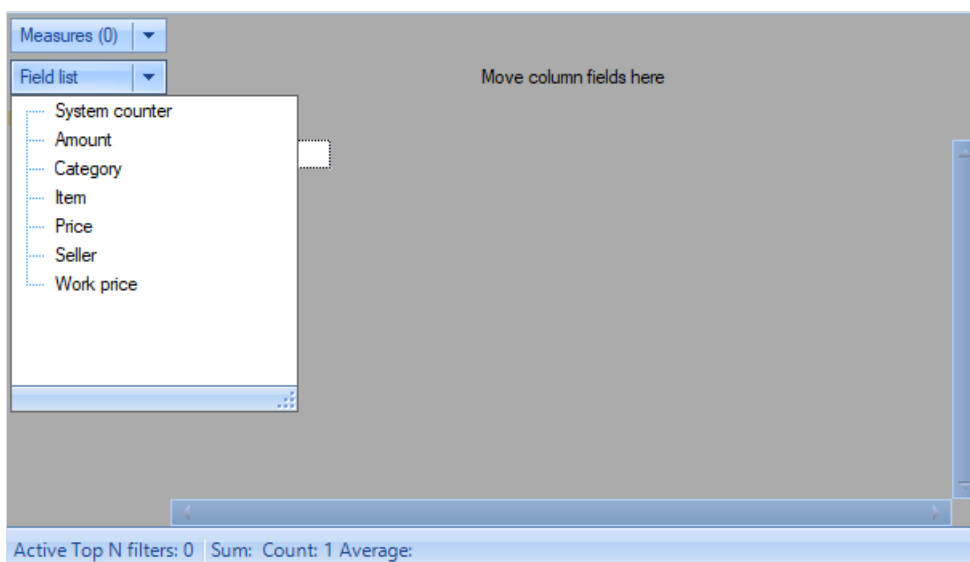 Measures (0)
Field list
Move column fields here
System counter
Amount
Category
Item
Price
Seller
Work price
Active Top N filters: 0 Sum: Count: 1 Average: